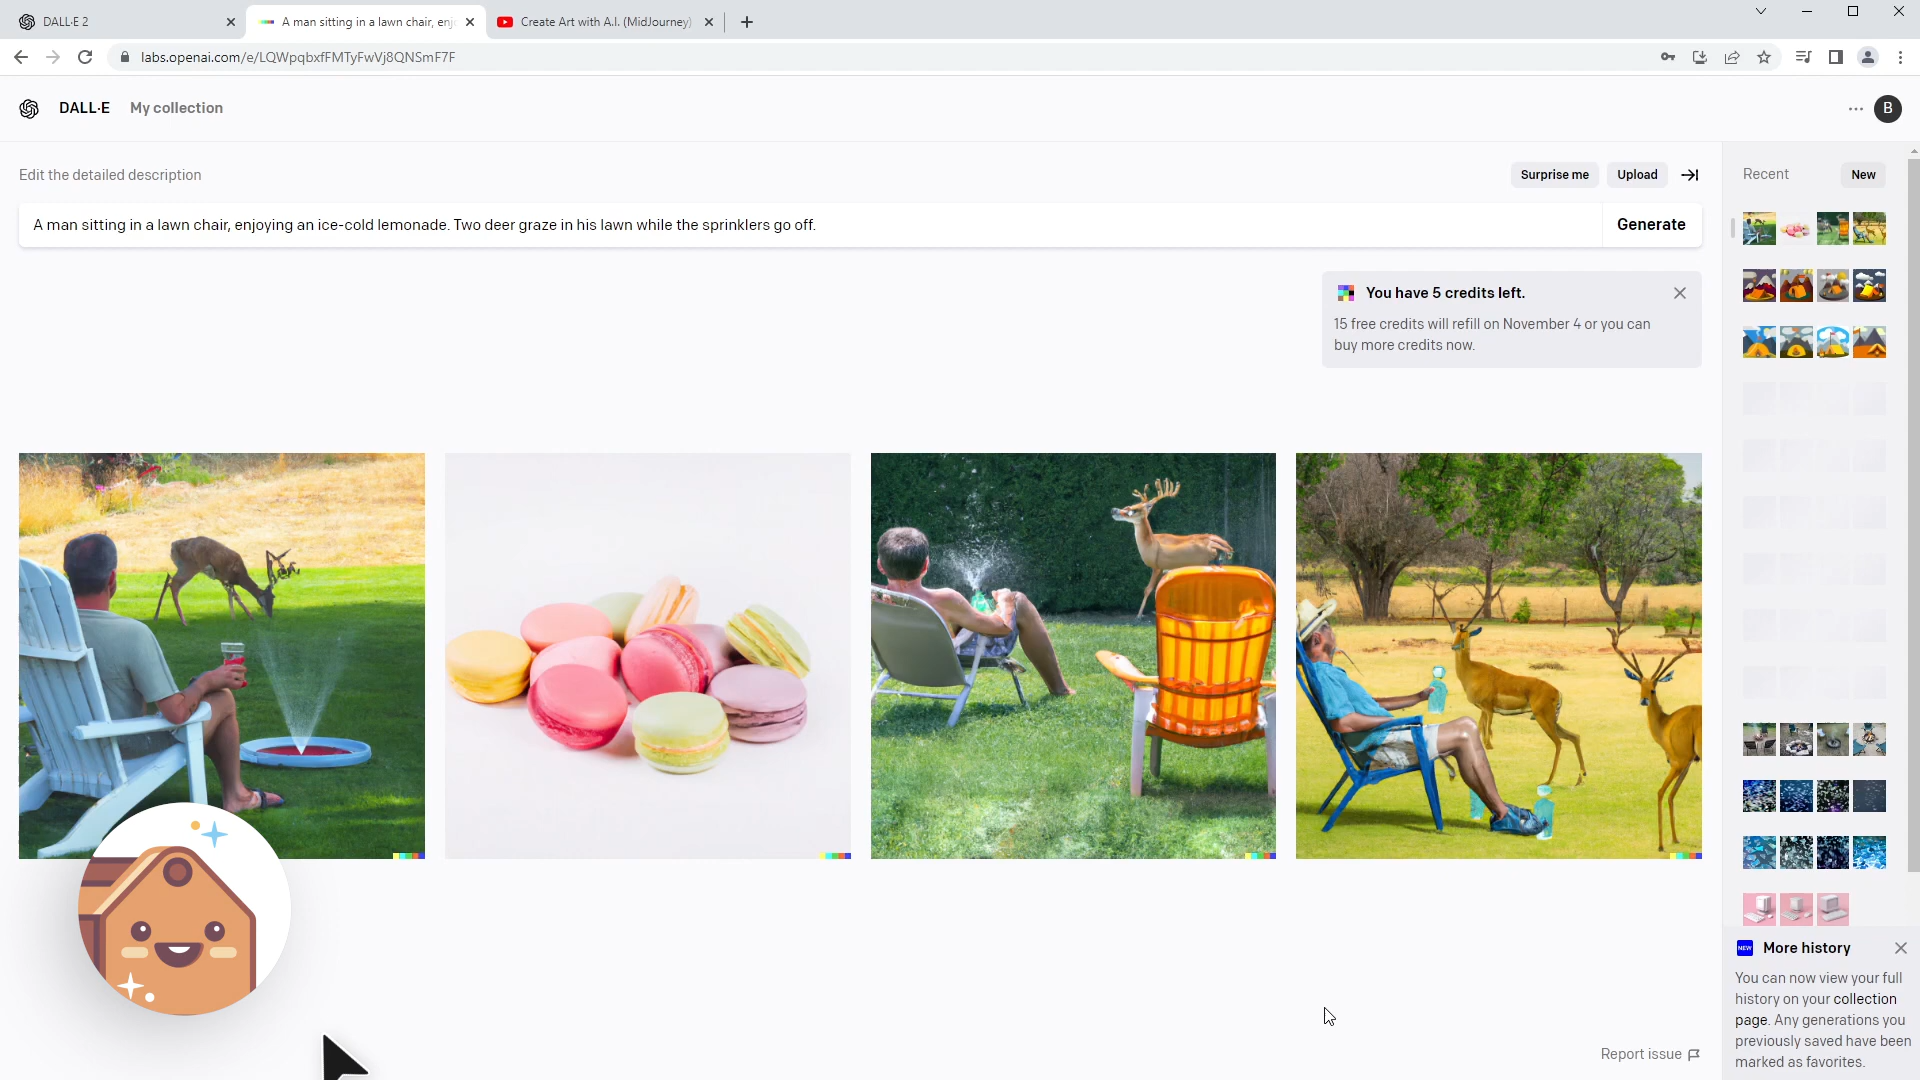 DALL·E 2
A man sitting in a lawn chair, enj
Create Art with A.I. (MidJourney)
labs.openai.com/e/LQWpqbxfFMTyFwVj8QNSmF7F
DALL·E
My collection
B
Edit the detailed description
Surprise me
Upload
Recent
New
A man sitting in a lawn chair, enjoying an ice-cold lemonade. Two deer graze in his lawn while the sprinklers go off.
Generate
You have 5 credits left.
15 free credits will refill on November 4 or you can
buy more credits now.
NEW
More history
You can now view your full
history on your collection
page. Any generations you
previously saved have been
marked as favorites.
Report issue